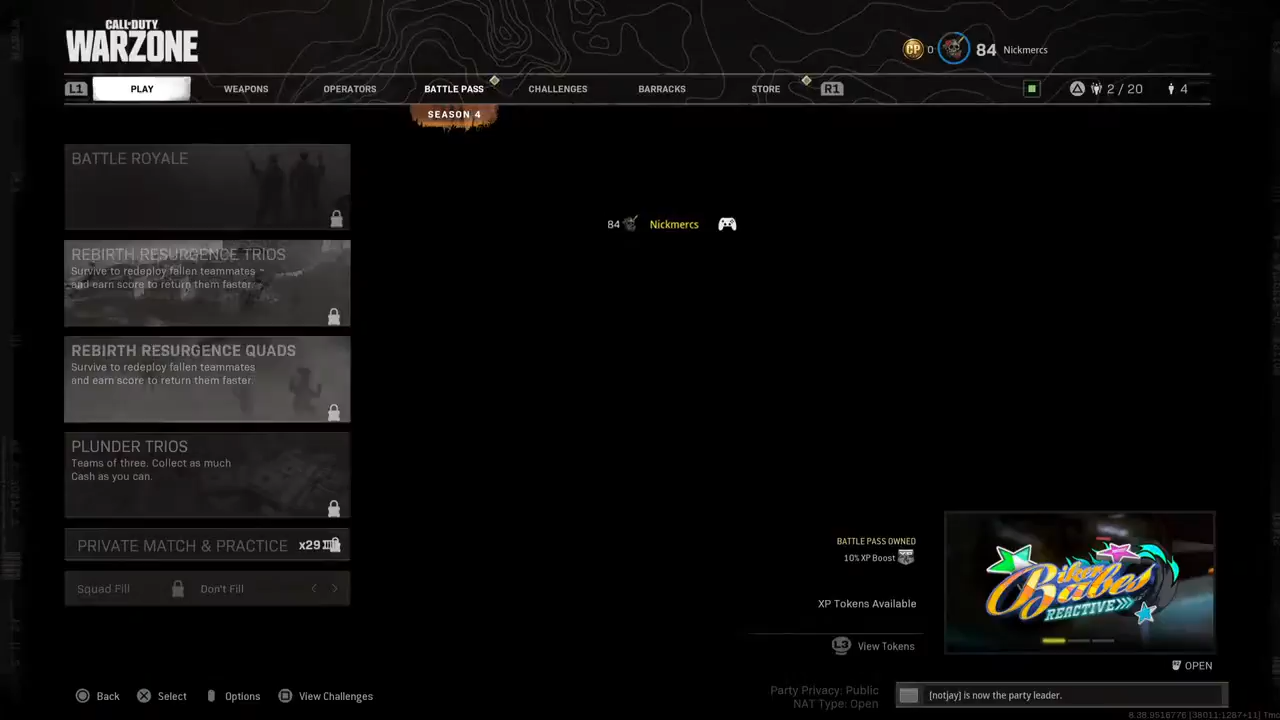 CALL OF DUTY
WARZONE
CP 0 84 Nickmercs
L1 PLAY WEAPONS OPERATORS BATTLE PASS CHALLENGES BARRACKS STORE R1 2 / 20 4
SEASON 4
BATTLE ROYALE
84 Nickmercs
REBIRTH RESURGENCE TRIOS
Survive to redeploy fallen teammates
and earn score to return them faster.
REBIRTH RESURGENCE QUADS
Survive to redeploy fallen teammates
and earn score to return them faster.
PLUNDER TRIOS
Teams of three. Collect as much
Cash as you can.
PRIVATE MATCH & PRACTICE x29
Squad Fill Don't Fill
BATTLE PASS OWNED
10% XP Boost
XP Tokens Available
L3 View Tokens
Biker
Babes
REACTIVE
OPEN
Back Select Options View Challenges
Party Privacy: Public
NAT Type: Open
[notjay] is now the party leader.